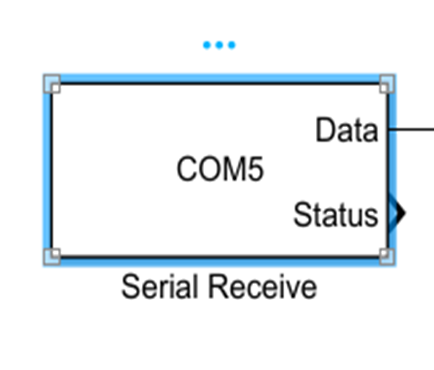 Data
COM5
Status
Serial Receive